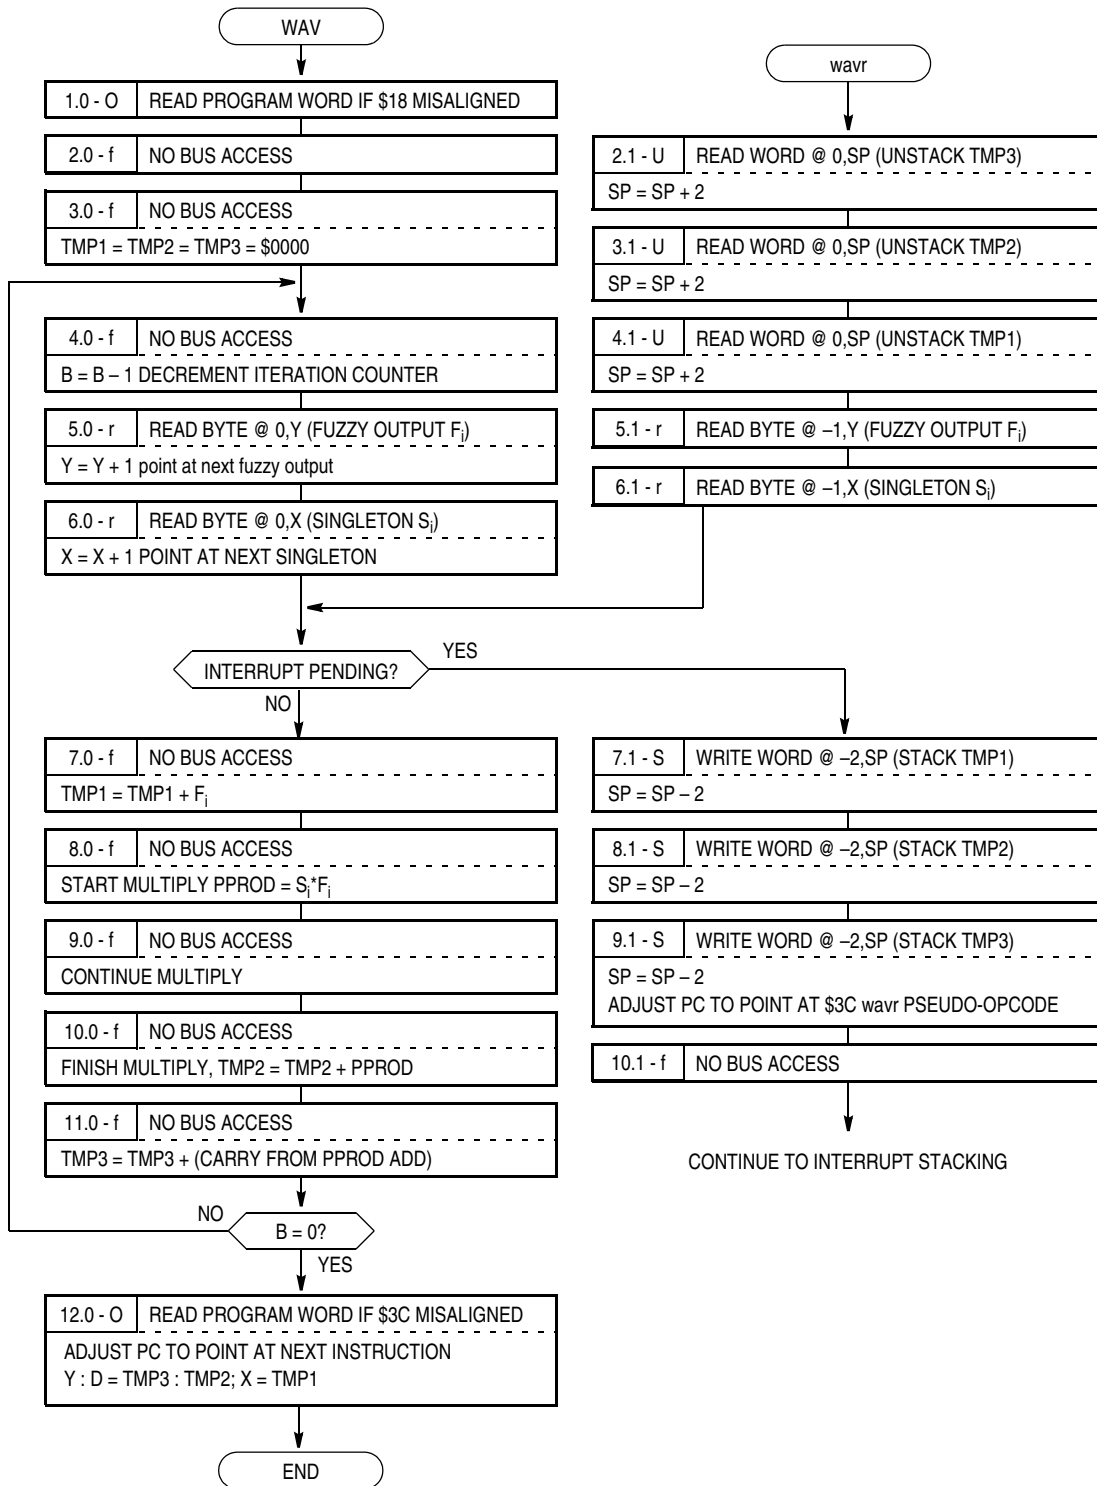 WAV
1.0 - O READ PROGRAM WORD IF $18 MISALIGNED
2.0 - f NO BUS ACCESS
3.0 - f NO BUS ACCESS
TMP1 = TMP2 = TMP3 = $0000
4.0 - f NO BUS ACCESS
B = B – 1 DECREMENT ITERATION COUNTER
5.0 - r READ BYTE @ 0,Y (FUZZY OUTPUT Fi)
Y = Y + 1 point at next fuzzy output
6.0 - r READ BYTE @ 0,X (SINGLETON Si)
X = X + 1 POINT AT NEXT SINGLETON
wavr
2.1 - U READ WORD @ 0,SP (UNSTACK TMP3)
SP = SP + 2
3.1 - U READ WORD @ 0,SP (UNSTACK TMP2)
SP = SP + 2
4.1 - U READ WORD @ 0,SP (UNSTACK TMP1)
SP = SP + 2
5.1 - r READ BYTE @ –1,Y (FUZZY OUTPUT Fi)
6.1 - r READ BYTE @ –1,X (SINGLETON Si)
INTERRUPT PENDING?
YES
NO
7.0 - f NO BUS ACCESS
TMP1 = TMP1 + Fi
8.0 - f NO BUS ACCESS
START MULTIPLY PPROD = Si*Fi
9.0 - f NO BUS ACCESS
CONTINUE MULTIPLY
10.0 - f NO BUS ACCESS
FINISH MULTIPLY, TMP2 = TMP2 + PPROD
11.0 - f NO BUS ACCESS
TMP3 = TMP3 + (CARRY FROM PPROD ADD)
7.1 - S WRITE WORD @ –2,SP (STACK TMP1)
SP = SP – 2
8.1 - S WRITE WORD @ –2,SP (STACK TMP2)
SP = SP – 2
9.1 - S WRITE WORD @ –2,SP (STACK TMP3)
SP = SP – 2
ADJUST PC TO POINT AT $3C wavr PSEUDO-OPCODE
10.1 - f NO BUS ACCESS
CONTINUE TO INTERRUPT STACKING
NO
B = 0?
YES
12.0 - O READ PROGRAM WORD IF $3C MISALIGNED
ADJUST PC TO POINT AT NEXT INSTRUCTION
Y : D = TMP3 : TMP2; X = TMP1
END